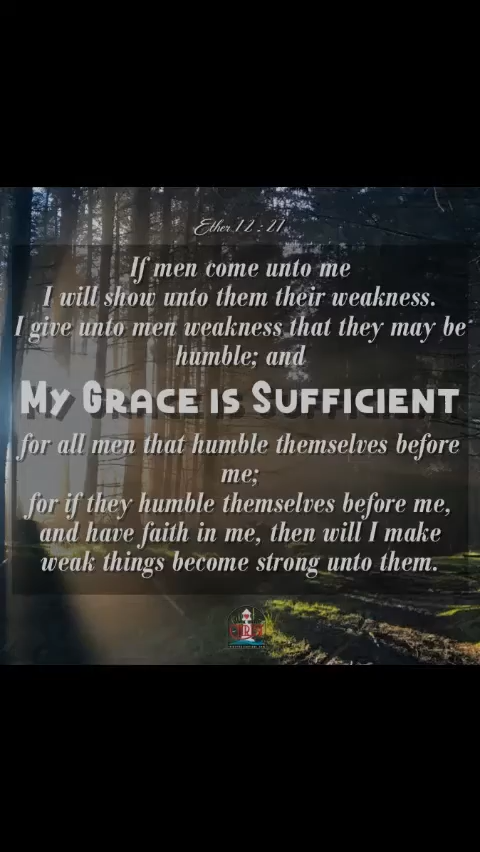 Ether 12 : 27
If men come unto me
I will show unto them their weakness.
I give unto men weakness that they may be
humble; and
My Grace is Sufficient
for all men that humble themselves before
me;
for if they humble themselves before me,
and have faith in me, then will I make
weak things become strong unto them.
CHRIST